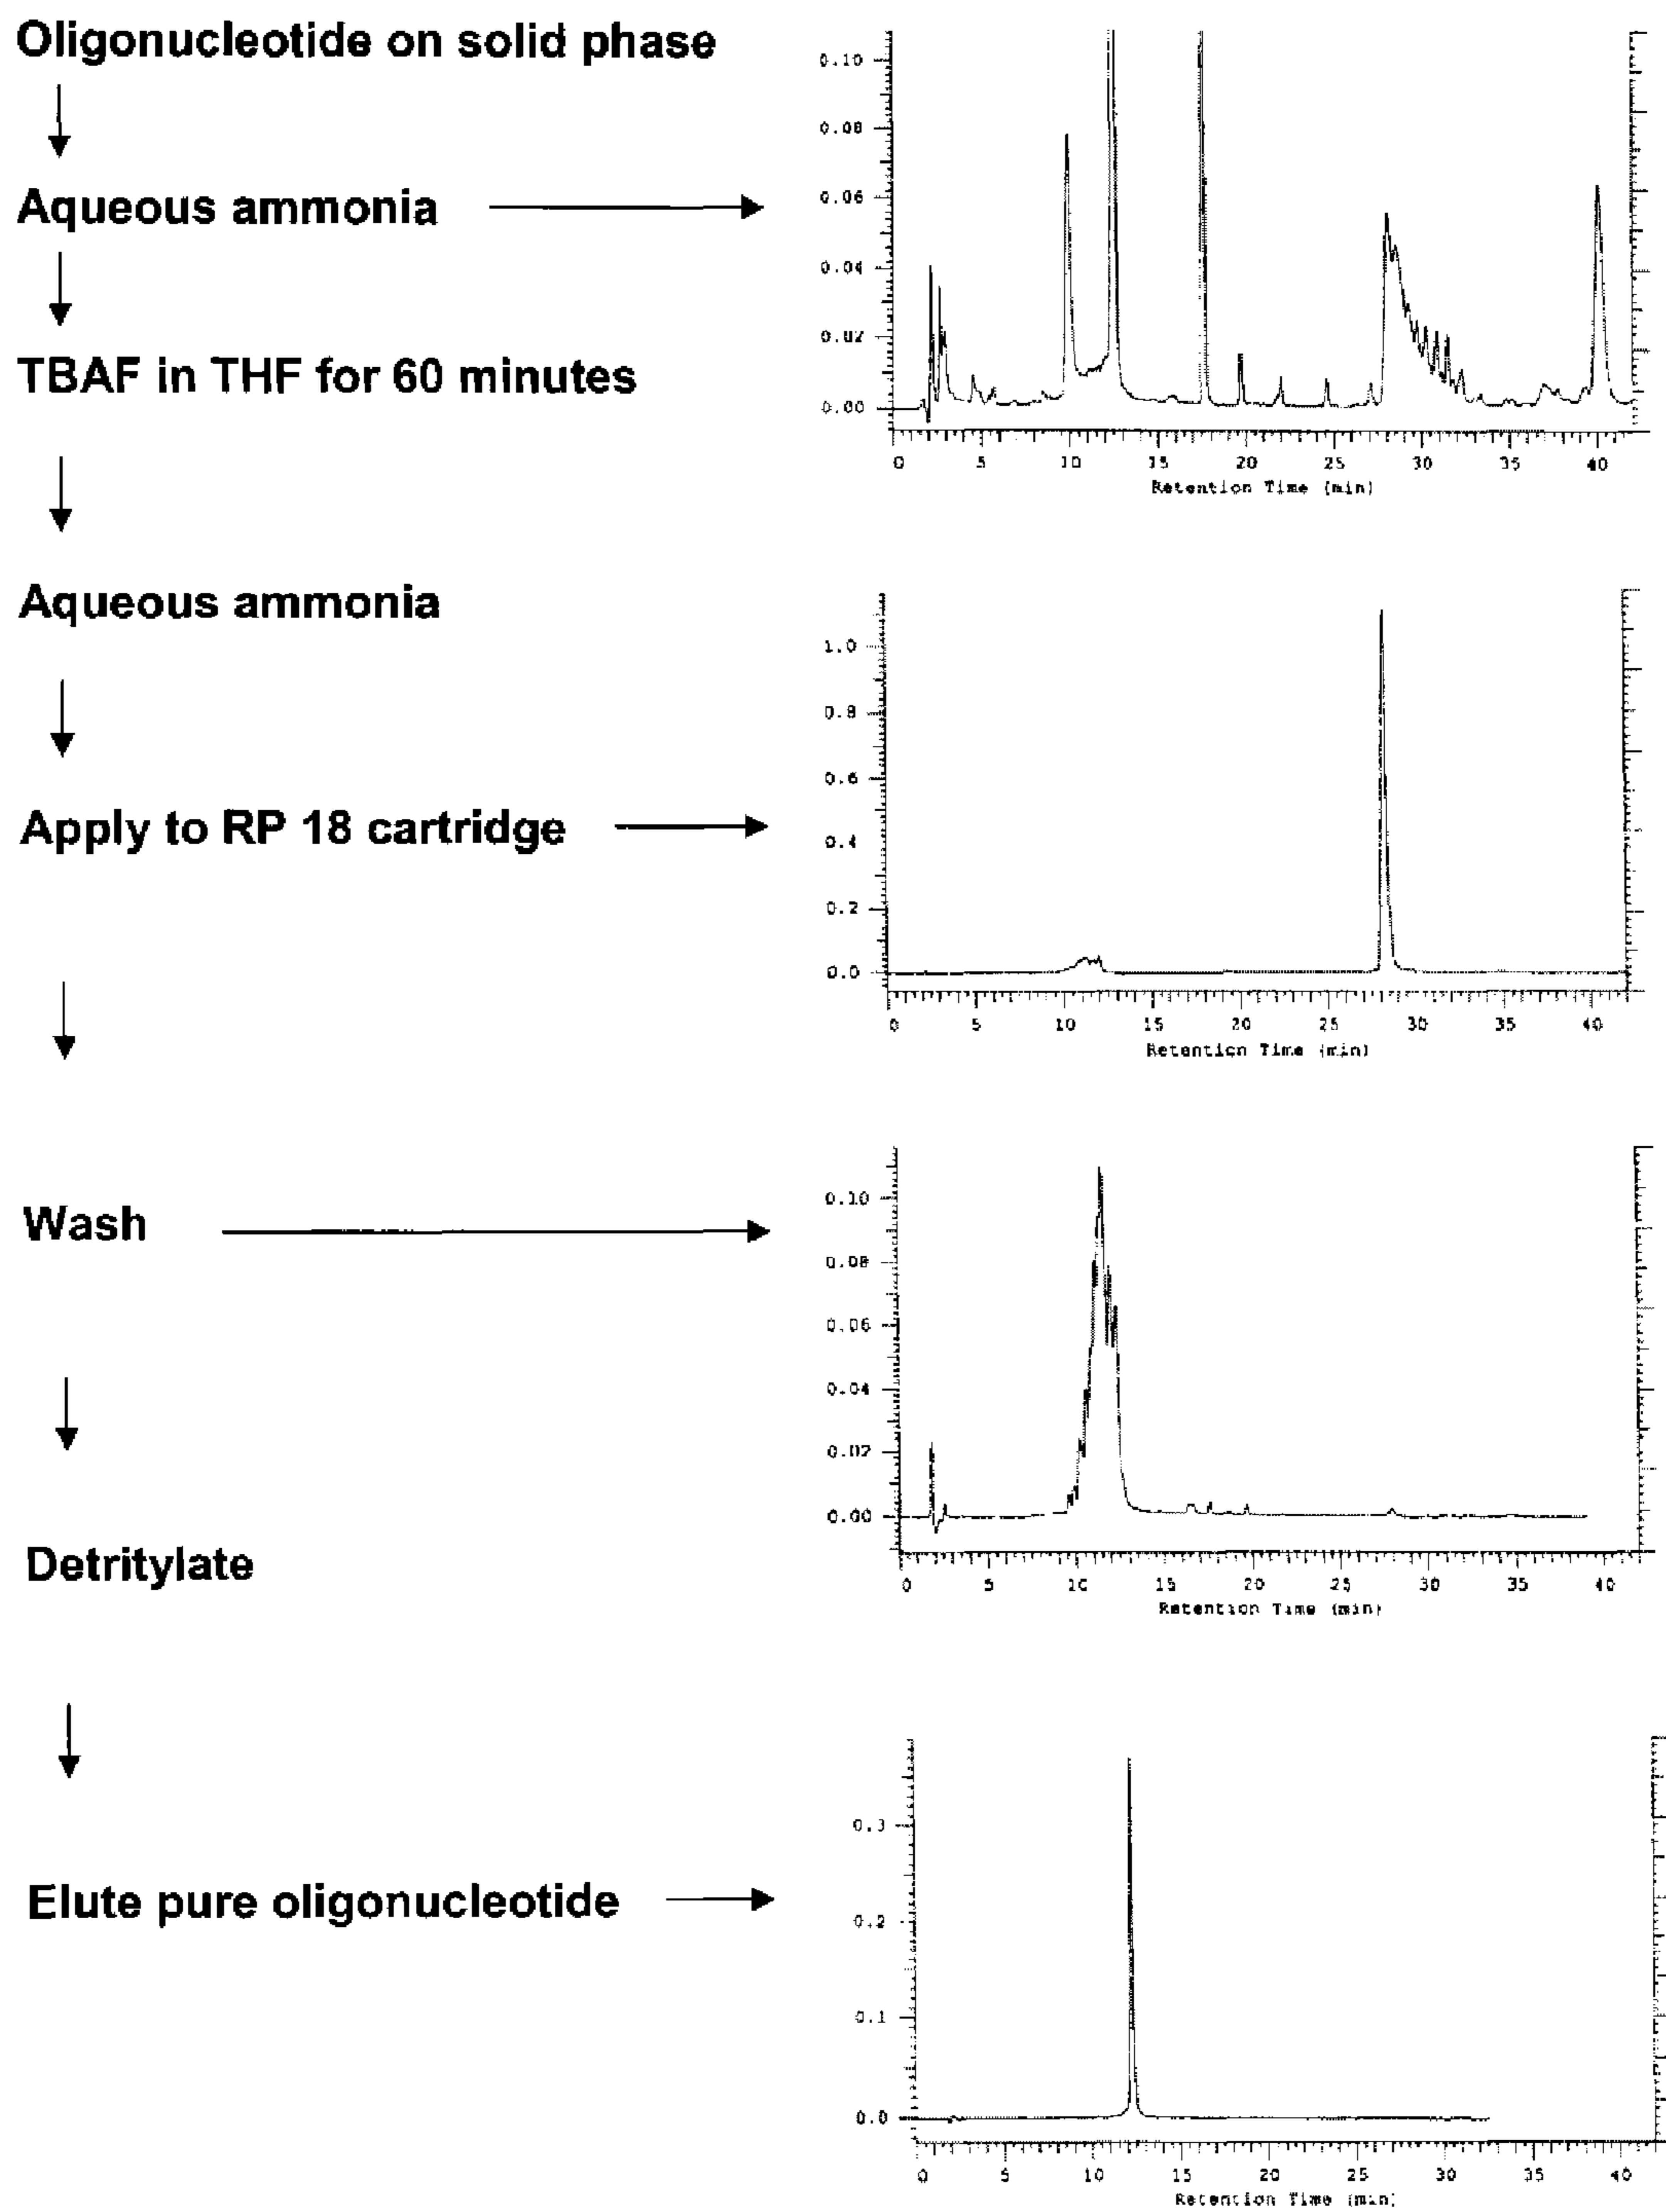 Oligonucleotide on solid phase
Aqueous ammonia
0.10
0.08
0.06
0.04
0.02
0.00
0 5 10 15 20 25 30 35 40
Retention Time (min)
TBAF in THF for 60 minutes
Aqueous ammonia
Apply to RP 18 cartridge
1.0
0.8
0.6
0.4
0.2
0.0
0 5 10 15 20 25 30 35 40
Retention Time (min)
Wash
0.10
0.08
0.06
0.04
0.02
0.00
0 5 10 15 20 25 30 35 40
Retention Time (min)
Detritylate
Elute pure oligonucleotide
0.3
0.2
0.1
0.0
0 5 10 15 20 25 30 35 40
Retention Time (min)